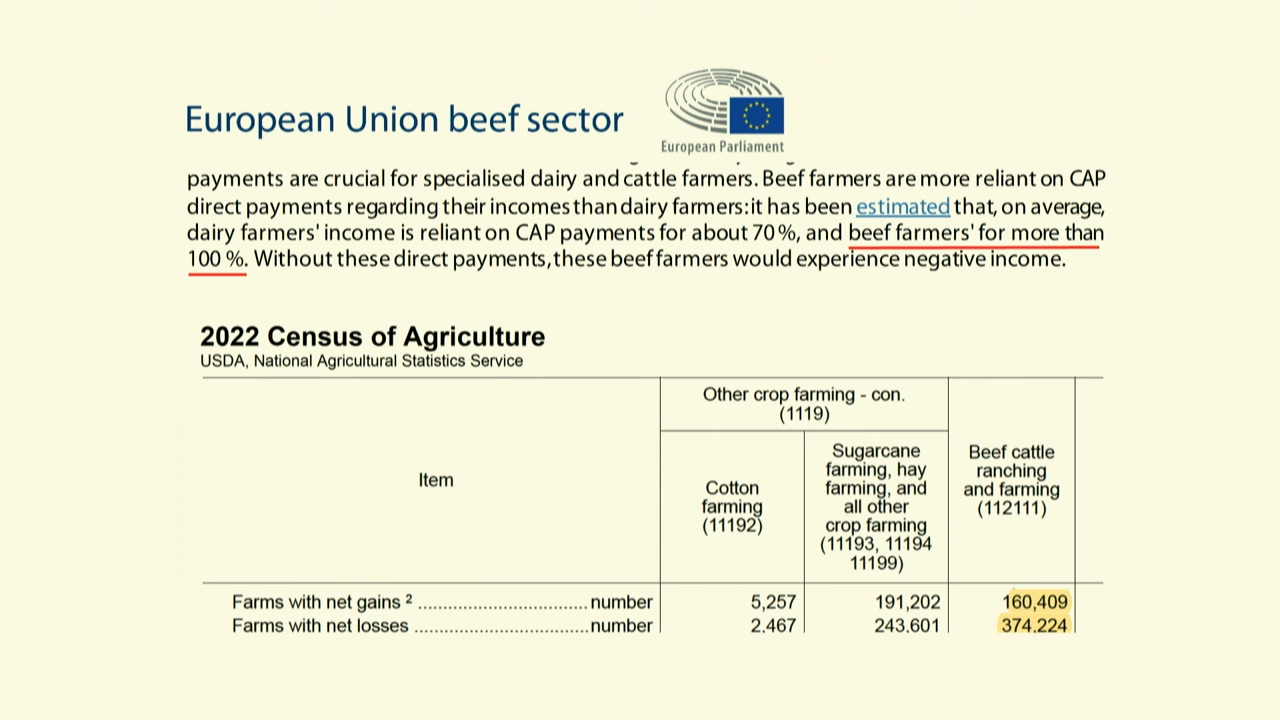 European Union beef sector
European Parliament
payments are crucial for specialised dairy and cattle farmers. Beef farmers are more reliant on CAP
direct payments regarding their incomes than dairy farmers: it has been estimated that, on average,
dairy farmers' income is reliant on CAP payments for about 70%, and beef farmers' for more than
100 %. Without these direct payments, these beef farmers would experience negative income.
2022 Census of Agriculture
USDA, National Agricultural Statistics Service
Other crop farming - con.
(1119)
Item
Cotton
farming
(11192)
Sugarcane
farming, hay
farming, and
all other
crop farming
(11193, 11194
11199)
Beef cattle
ranching
and farming
(112111)
Farms with net gains ² ................................ number 5,257 191,202 160,409
Farms with net losses ................................ number 2,467 243,601 374,224